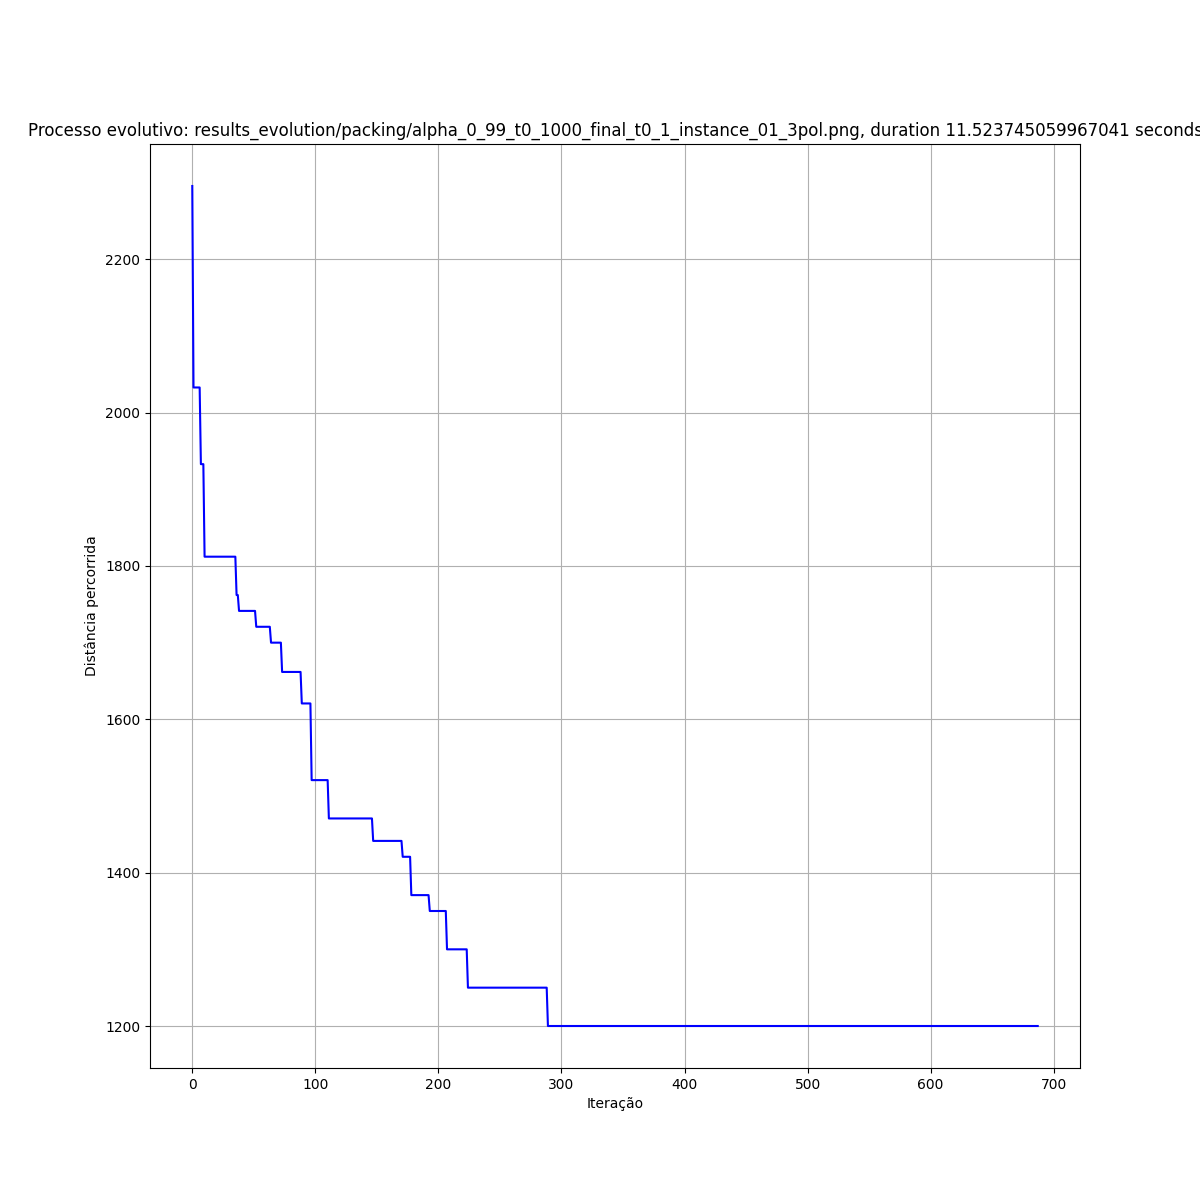 Processo evolutivo: results_evolution/packing/alpha_0_99_t0_1000_final_t0_1_instance_01_3pol.png, duration 11.523745059967041 seconds
2200
2000
1800
1600
1400
1200
Distância percorrida
0 100 200 300 400 500 600 700
Iteração